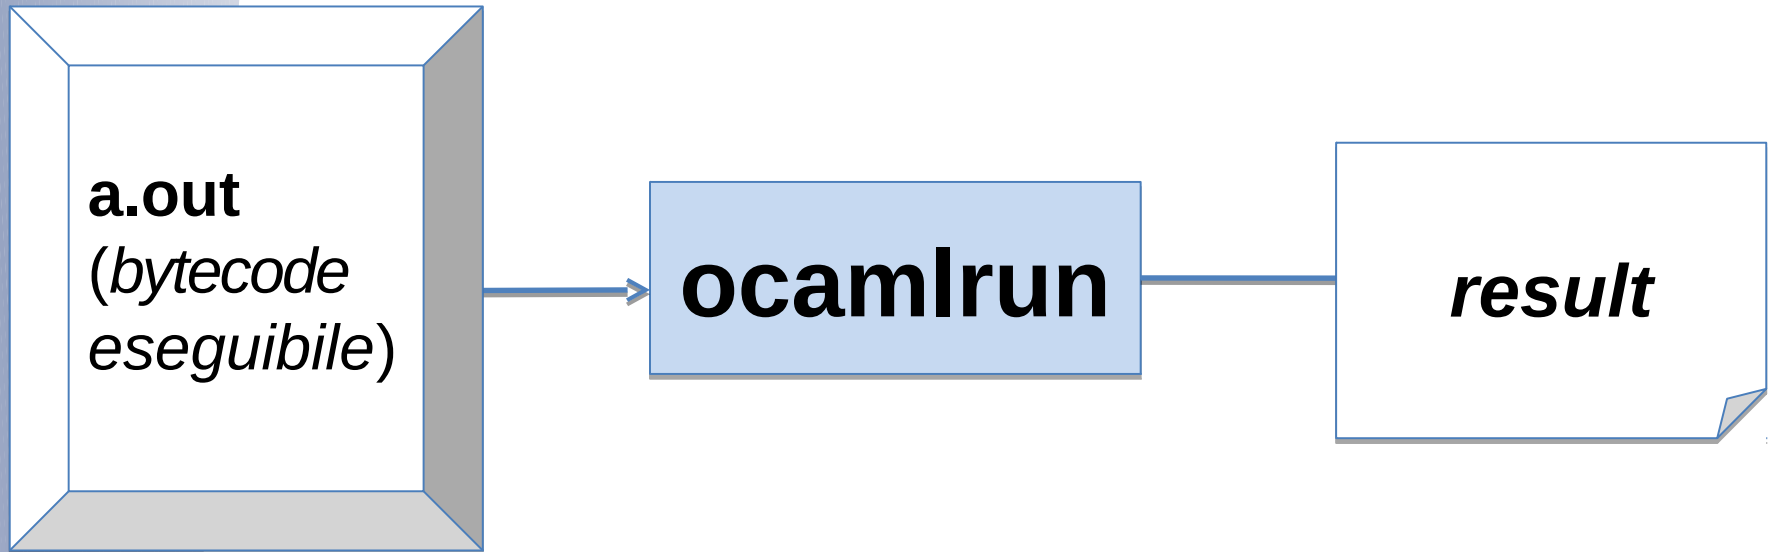 a.out
(bytecode
eseguibile)
ocamlrun
result